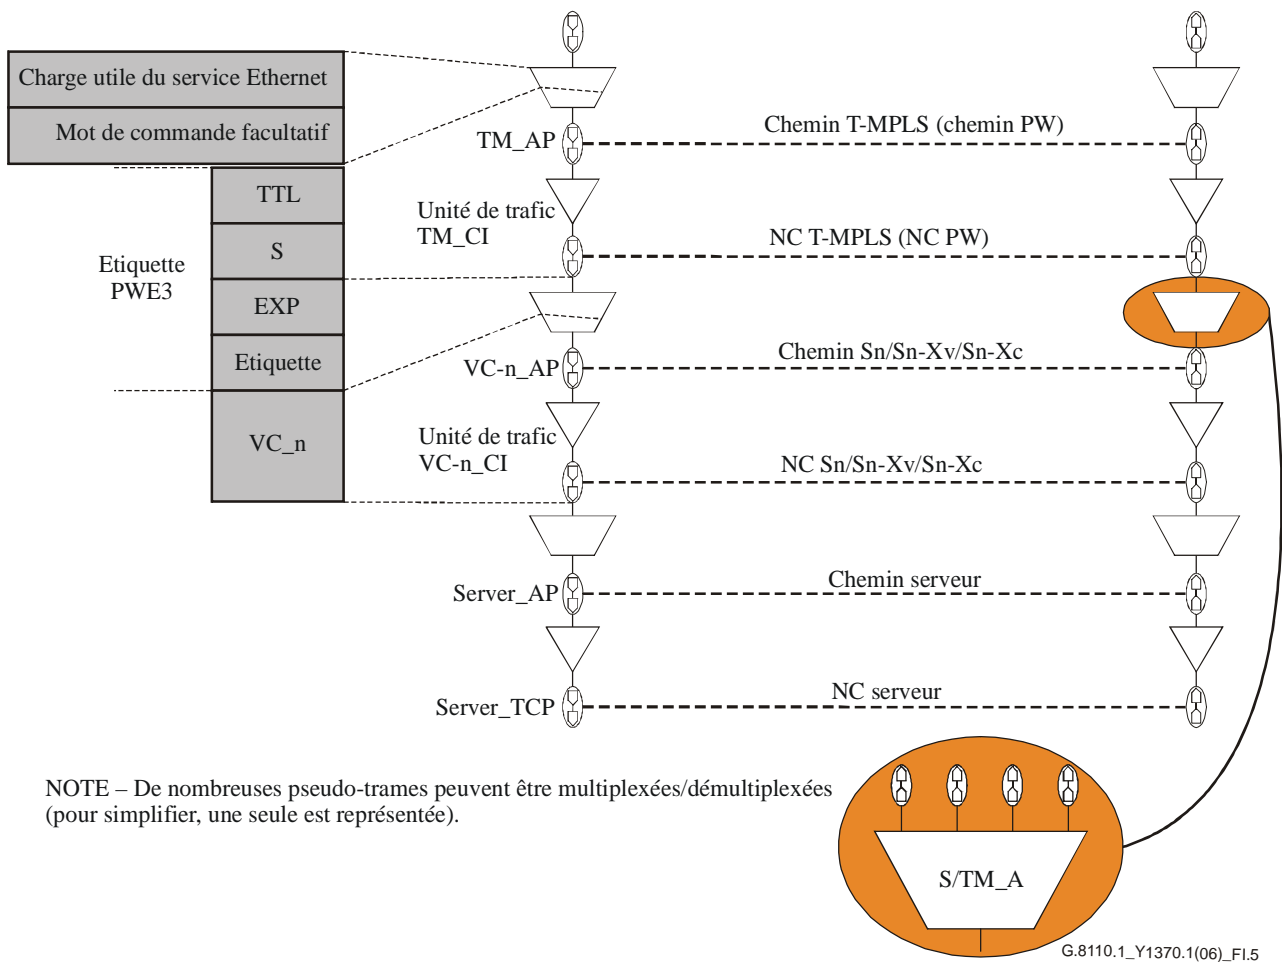 Charge utile du service Ethernet
Mot de commande facultatif
TTL
S
EXP
Etiquette
VC_n
Etiquette
PWE3
TM_AP
Unité de trafic
TM_CI
VC-n_AP
Unité de trafic
VC-n_CI
Server_AP
Server_TCP
Chemin T-MPLS (chemin PW)
NC T-MPLS (NC PW)
Chemin Sn/Sn-Xv/Sn-Xc
NC Sn/Sn-Xv/Sn-Xc
Chemin serveur
NC serveur
NOTE – De nombreuses pseudo-trames peuvent être multiplexées/démultiplexées
(pour simplifier, une seule est représentée).
S/TM_A
G.8110.1_Y1370.1(06)_FI.5